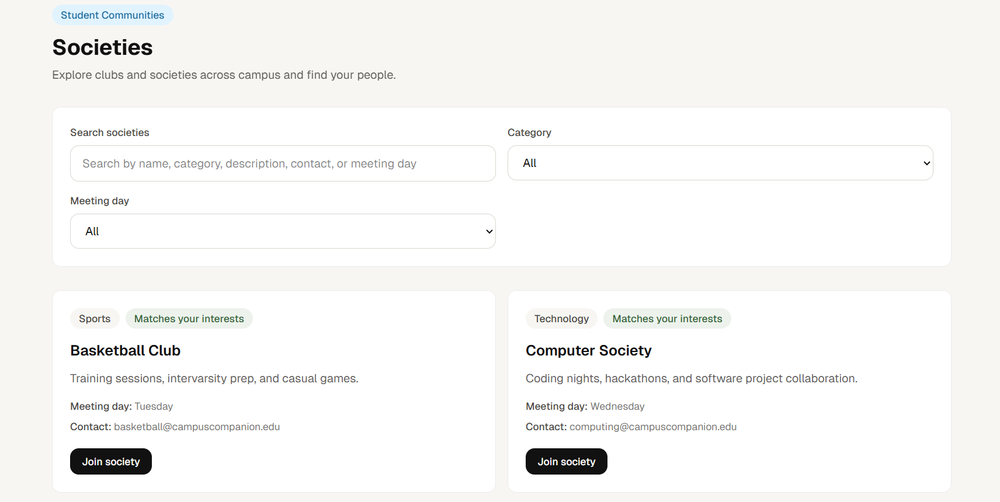 Student Communities
Societies
Explore clubs and societies across campus and find your people.
Search societies
Search by name, category, description, contact, or meeting day
Category
All
Meeting day
All
Sports
Matches your interests
Basketball Club
Training sessions, intervarsity prep, and casual games.
Meeting day: Tuesday
Contact: basketball@campuscompanion.edu
Join society
Technology
Matches your interests
Computer Society
Coding nights, hackathons, and software project collaboration.
Meeting day: Wednesday
Contact: computing@campuscompanion.edu
Join society